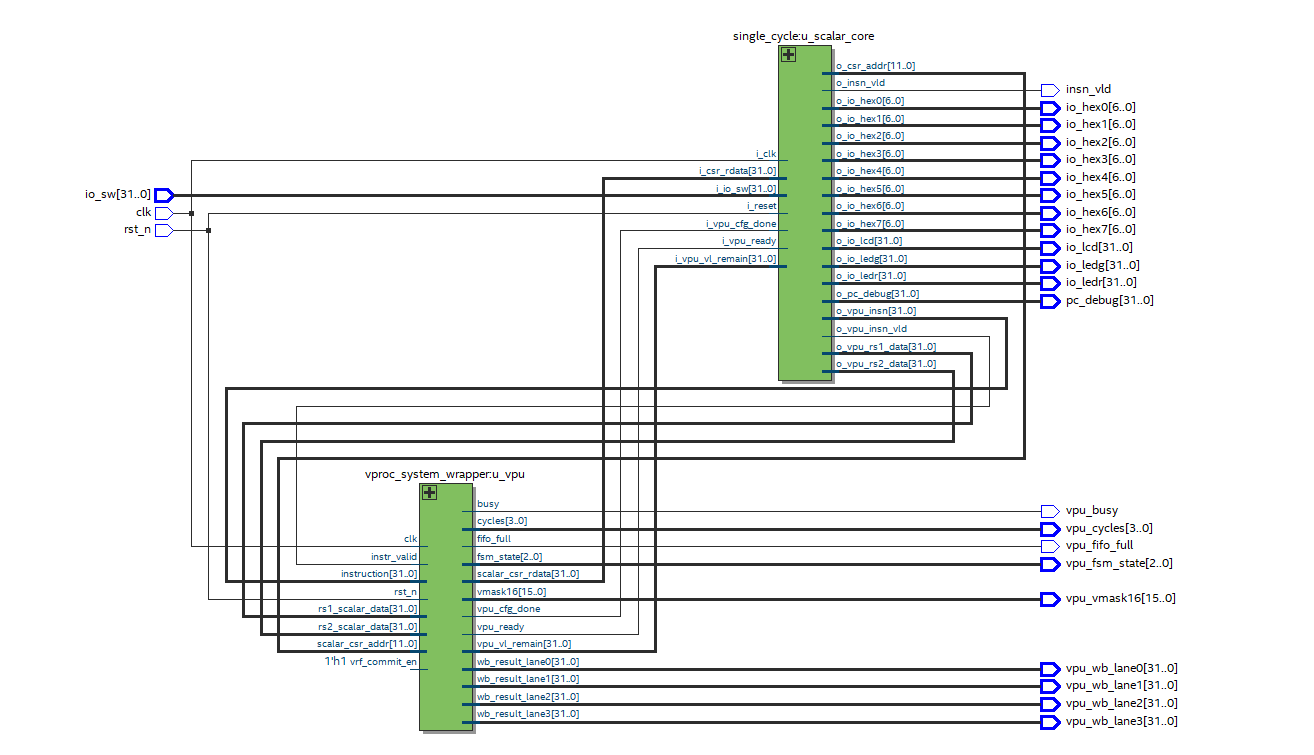 single_cycle:u_scalar_core
o_csr_addr[11..0]
o_insn_vld
o_io_hex0[6..0]
o_io_hex1[6..0]
o_io_hex2[6..0]
o_io_hex3[6..0]
o_io_hex4[6..0]
o_io_hex5[6..0]
o_io_hex6[6..0]
o_io_hex7[6..0]
o_io_lcd[31..0]
o_io_ledg[31..0]
o_io_ledr[31..0]
o_pc_debug[31..0]
o_vpu_insn[31..0]
o_vpu_insn_vld
o_vpu_rs1_data[31..0]
o_vpu_rs2_data[31..0]
i_clk
i_csr_rdata[31..0]
i_io_sw[31..0]
i_reset
i_vpu_cfg_done
i_vpu_ready
i_vpu_vl_remain[31..0]
io_sw[31..0]
clk
rst_n
insn_vld
io_hex0[6..0]
io_hex1[6..0]
io_hex2[6..0]
io_hex3[6..0]
io_hex4[6..0]
io_hex5[6..0]
io_hex6[6..0]
io_hex7[6..0]
io_lcd[31..0]
io_ledg[31..0]
io_ledr[31..0]
pc_debug[31..0]
vproc_system_wrapper:u_vpu
clk
instr_valid
instruction[31..0]
rst_n
rs1_scalar_data[31..0]
rs2_scalar_data[31..0]
scalar_csr_addr[11..0]
1'h1 vrf_commit_en
busy
cycles[3..0]
fifo_full
fsm_state[2..0]
scalar_csr_rdata[31..0]
vmask16[15..0]
vpu_cfg_done
vpu_ready
vpu_vl_remain[31..0]
wb_result_lane0[31..0]
wb_result_lane1[31..0]
wb_result_lane2[31..0]
wb_result_lane3[31..0]
vpu_busy
vpu_cycles[3..0]
vpu_fifo_full
vpu_fsm_state[2..0]
vpu_vmask16[15..0]
vpu_wb_lane0[31..0]
vpu_wb_lane1[31..0]
vpu_wb_lane2[31..0]
vpu_wb_lane3[31..0]